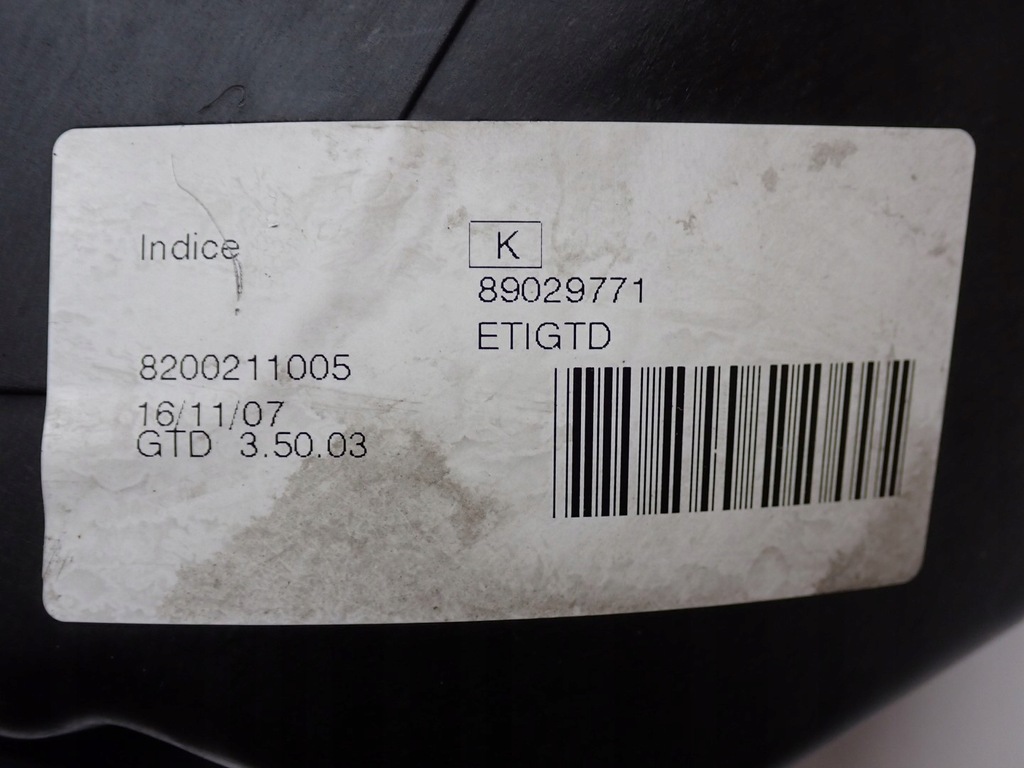 Indice K
89029771
ETIGTD
8200211005
16/11/07
GTD 3.50.03